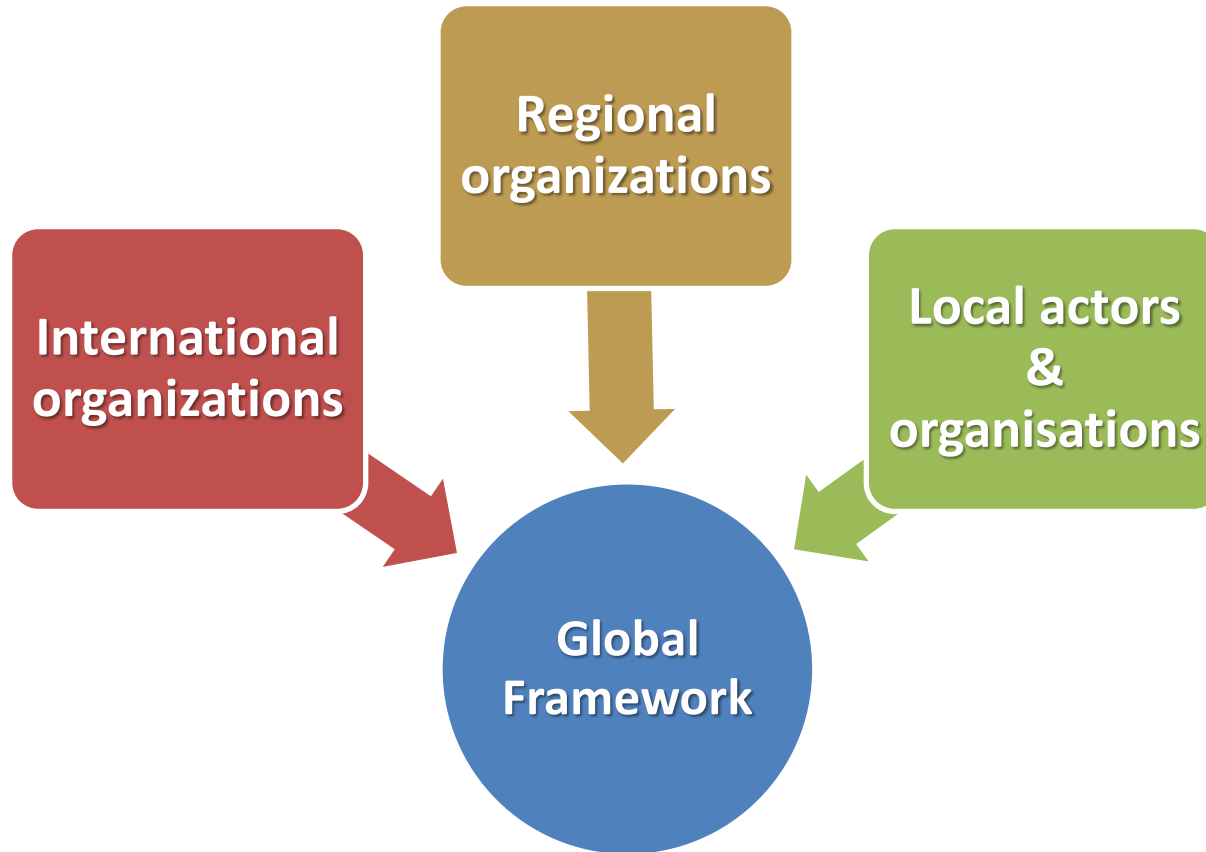 Regional
organizations
International
organizations
Local actors
&
organisations
Global
Framework